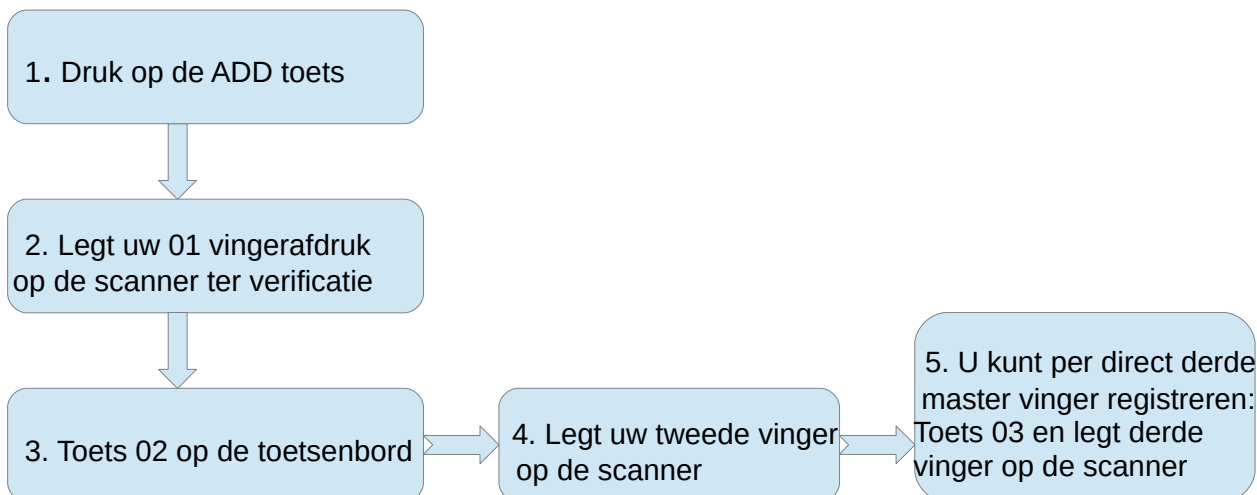 1. Druk op de ADD toets
2. Legt uw 01 vingerafdruk
op de scanner ter verificatie
3. Toets 02 op de toetsenbord
4. Legt uw tweede vinger
op de scanner
5. U kunt per direct derde
master vinger registreren:
Toets 03 en legt derde
vinger op de scanner